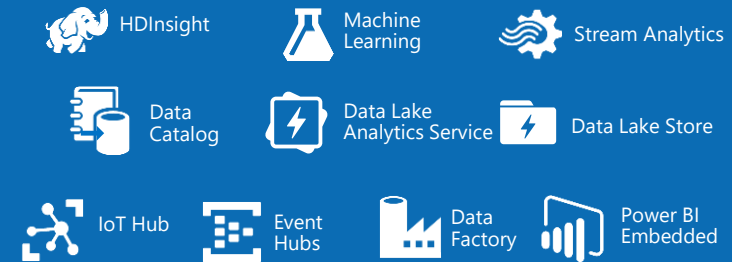 HDInsight
Machine
Learning
Stream Analytics
Data
Catalog
Data Lake
Analytics Service
Data Lake Store
IoT Hub
Event
Hubs
Data
Factory
Power BI
Embedded